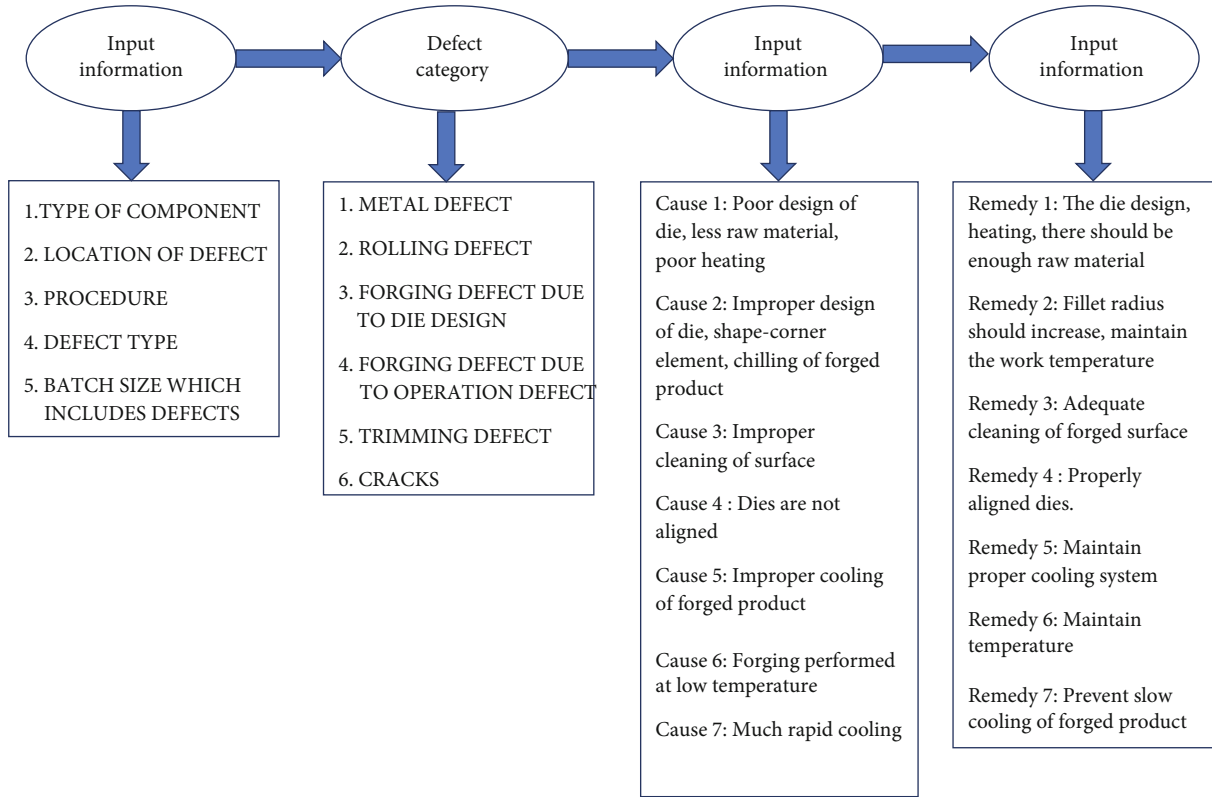 Input
information
Defect
category
Input
information
Input
information
1.TYPE OF COMPONENT
2. LOCATION OF DEFECT
3. PROCEDURE
4. DEFECT TYPE
5. BATCH SIZE WHICH
INCLUDES DEFECTS
1. METAL DEFECT
2. ROLLING DEFECT
3. FORGING DEFECT DUE
TO DIE DESIGN
4. FORGING DEFECT DUE
TO OPERATION DEFECT
5. TRIMMING DEFECT
6. CRACKS
Cause 1: Poor design of
die, less raw material,
poor heating
Cause 2: Improper design
of die, shape-corner
element, chilling of forged
product
Cause 3: Improper
cleaning of surface
Cause 4 : Dies are not
aligned
Cause 5: Improper cooling
of forged product
Cause 6: Forging performed
at low temperature
Cause 7: Much rapid cooling
Remedy 1: The die design,
heating, there should be
enough raw material
Remedy 2: Fillet radius
should increase, maintain
the work temperature
Remedy 3: Adequate
cleaning of forged surface
Remedy 4 : Properly
aligned dies.
Remedy 5: Maintain
proper cooling system
Remedy 6: Maintain
temperature
Remedy 7: Prevent slow
cooling of forged product